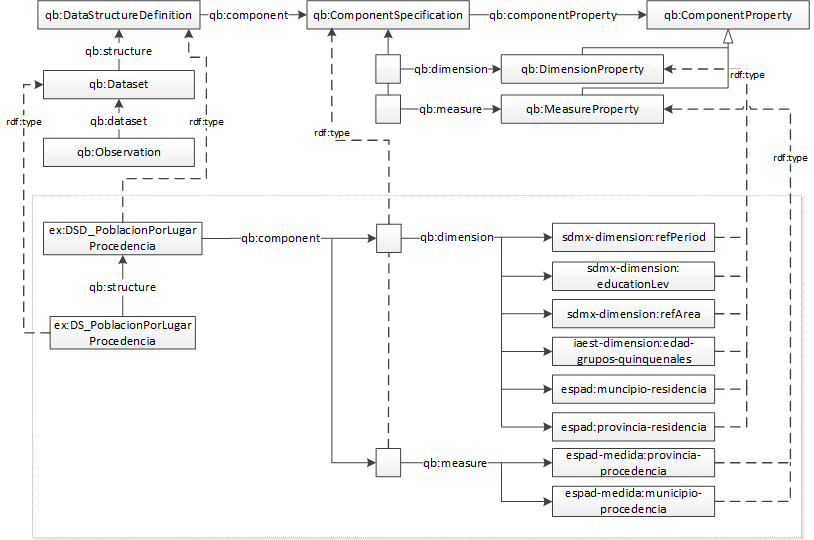 qb:DataStructureDefinition
qb:component
qb:ComponentSpecification
qb:componentProperty
qb:ComponentProperty
qb:structure
qb:dimension
qb:DimensionProperty
rdf:type
qb:Dataset
qb:measure
qb:MeasureProperty
rdf:type
qb:dataset
rdf:type
rdf:type
qb:Observation
rdf:type
ex:DSD_PoblacionPorLugar
Procedencia
qb:component
qb:dimension
sdmx-dimension:refPeriod
sdmx-dimension:
educationLev
qb:structure
sdmx-dimension:refArea
ex:DS_PoblacionPorLugar
Procedencia
iaest-dimension:edad-
grupos-quinquenales
espad:muncipio-residencia
espad:provincia-residencia
qb:measure
espad-medida:provincia-
procedencia
espad-medida:municipio-
procedencia